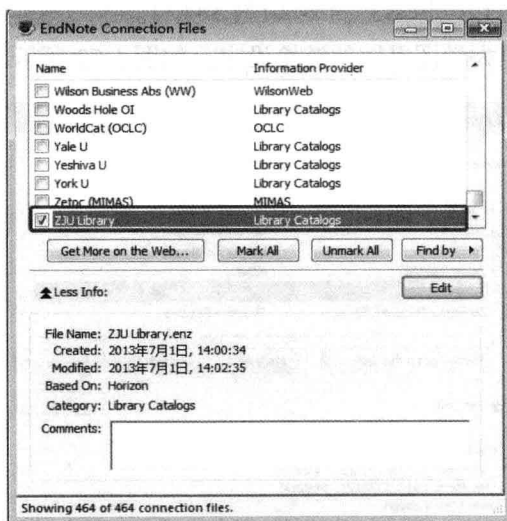 EndNote Connection Files
Name Information Provider
Wilson Business Abs (WW) WilsonWeb
Woods Hole OI Library Catalogs
WorldCat (OCLC) OCLC
Yale U Library Catalogs
Yeshiva U Library Catalogs
York U Library Catalogs
Zetoc (MIMAS) MIMAS
ZJU Library Library Catalogs
Get More on the Web... Mark All Unmark All Find by
Less Info: Edit
File Name: ZJU Library.enz
Created: 2013年7月1日, 14:00:34
Modified: 2013年7月1日, 14:02:35
Based On: Horizon
Category: Library Catalogs
Comments:
Showing 464 of 464 connection files.